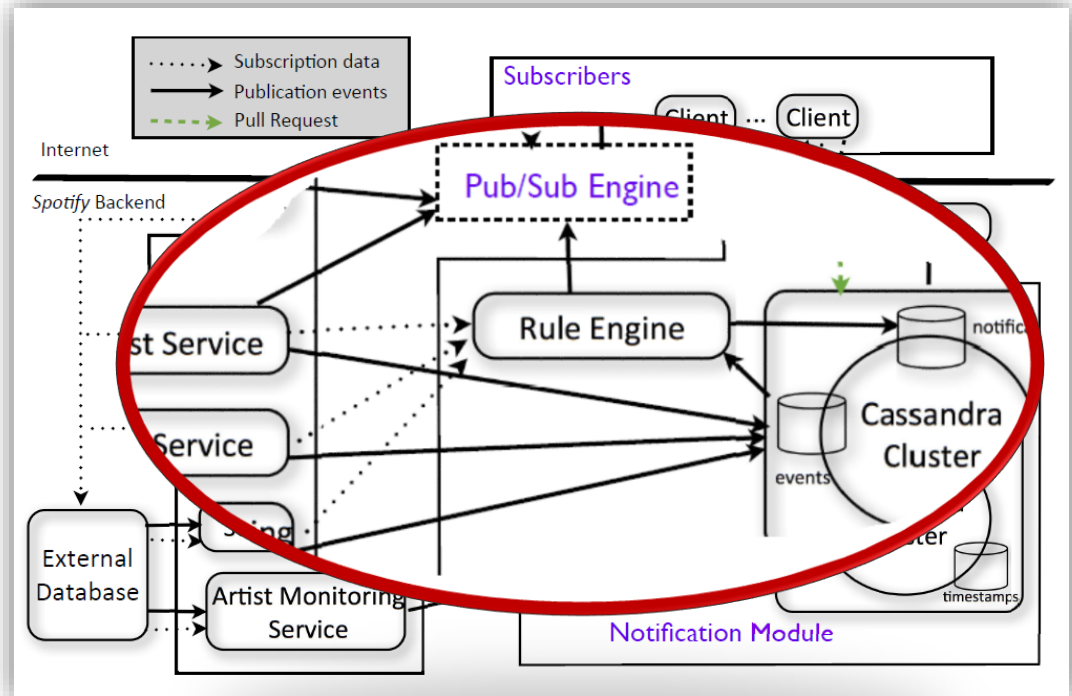 Subscription data
Publication events
Pull Request
Subscribers
Client ... Client
Internet
Spotify Backend
Pub/Sub Engine
Rule Engine
st Service
notifica
Service
Cassandra
Cluster
events
External
Database
Artist Monitoring
Service
timestamps
Notification Module